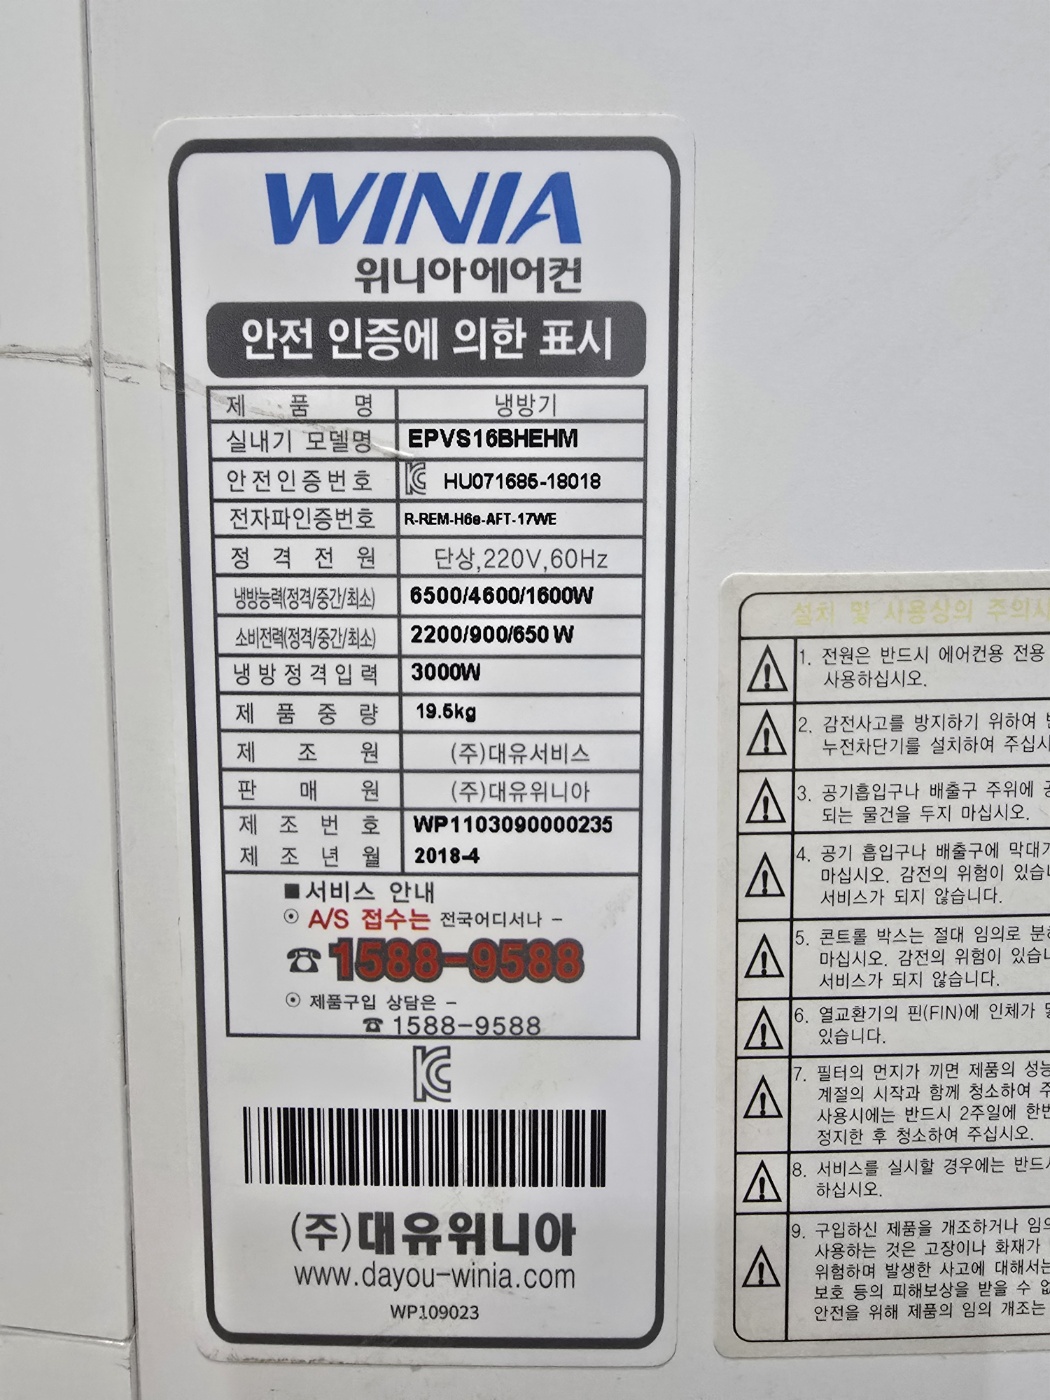 WINIA
위니아에어컨
안전 인증에 의한 표시
제 품 명 냉방기
실내기 모델명 EPVS16BHEHM
안전인증번호 HU071685-18018
전자파인증번호 R-REM-H6e-AFT-17WE
정 격 전 원 단상,220V,60Hz
냉방능력(정격/중간/최소) 6500/4600/1600W
소비전력(정격/중간/최소) 2200/900/650 W
냉방정격입력 3000W
제 품 중 량 19.5kg
제 조 원 (주)대유서비스
판 매 원 (주)대유위니아
제 조 번 호 WP1103090000235
제 조 년 월 2018-4
■서비스 안내
⊙ A/S 접수는 전국어디서나 -
☎1588-9588
⊙ 제품구입 상담은 -
☎ 1588-9588
(주)대유위니아
www.dayou-winia.com
WP109023
설치 및 사용상의 주의사
1. 전원은 반드시 에어컨용 전용
사용하십시오.
2. 감전사고를 방지하기 위하여
누전차단기를 설치하여 주십시
3. 공기흡입구나 배출구 주위에
되는 물건을 두지 마십시오.
4. 공기 흡입구나 배출구에 막대
마십시오. 감전의 위험이 있습
서비스가 되지 않습니다.
5. 콘트롤 박스는 절대 임의로 분
마십시오. 감전의 위험이 있습
서비스가 되지 않습니다.
6. 열교환기의 핀(FIN)에 인체가
있습니다.
7. 필터의 먼지가 끼면 제품의 성능
계절의 시작과 함께 청소하여 주
사용시에는 반드시 2주일에 한번
정지한 후 청소하여 주십시오.
8. 서비스를 실시할 경우에는 반드시
하십시오.
9. 구입하신 제품을 개조하거나 임의
사용하는 것은 고장이나 화재가
위험하며 발생한 사고에 대해서는
보호 등의 피해보상을 받을 수 없
안전을 위해 제품의 임의 개조는